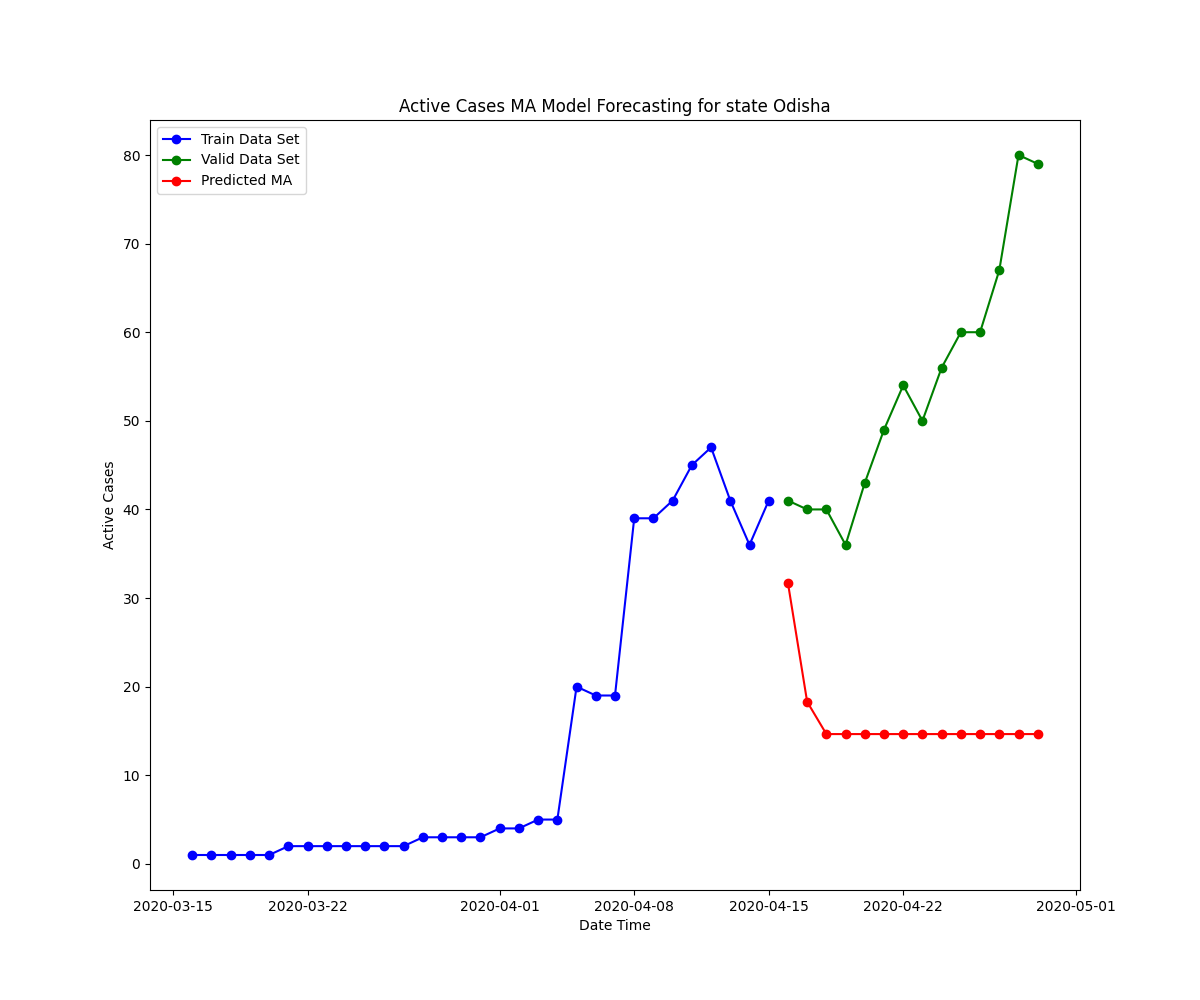 Active Cases MA Model Forecasting for state Odisha
Train Data Set
Valid Data Set
Predicted MA
80
70
60
50
40
30
20
10
0
Active Cases
2020-03-15 2020-03-22 2020-04-01 2020-04-08 2020-04-15 2020-04-22 2020-05-01
Date Time